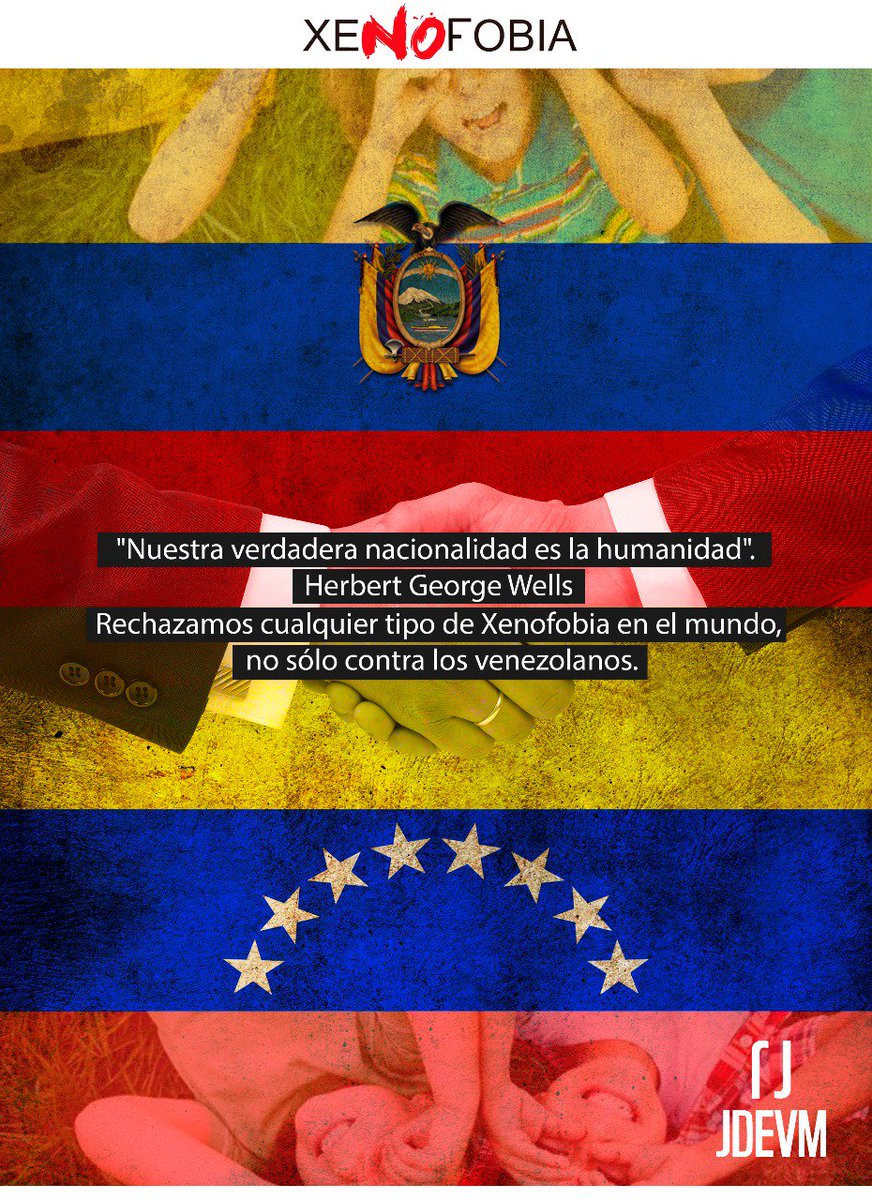 XENOFOBIA
"Nuestra verdadera nacionalidad es la humanidad".
Herbert George Wells
Rechazamos cualquier tipo de Xenofobia en el mundo,
no sólo contra los venezolanos.
JDEVM